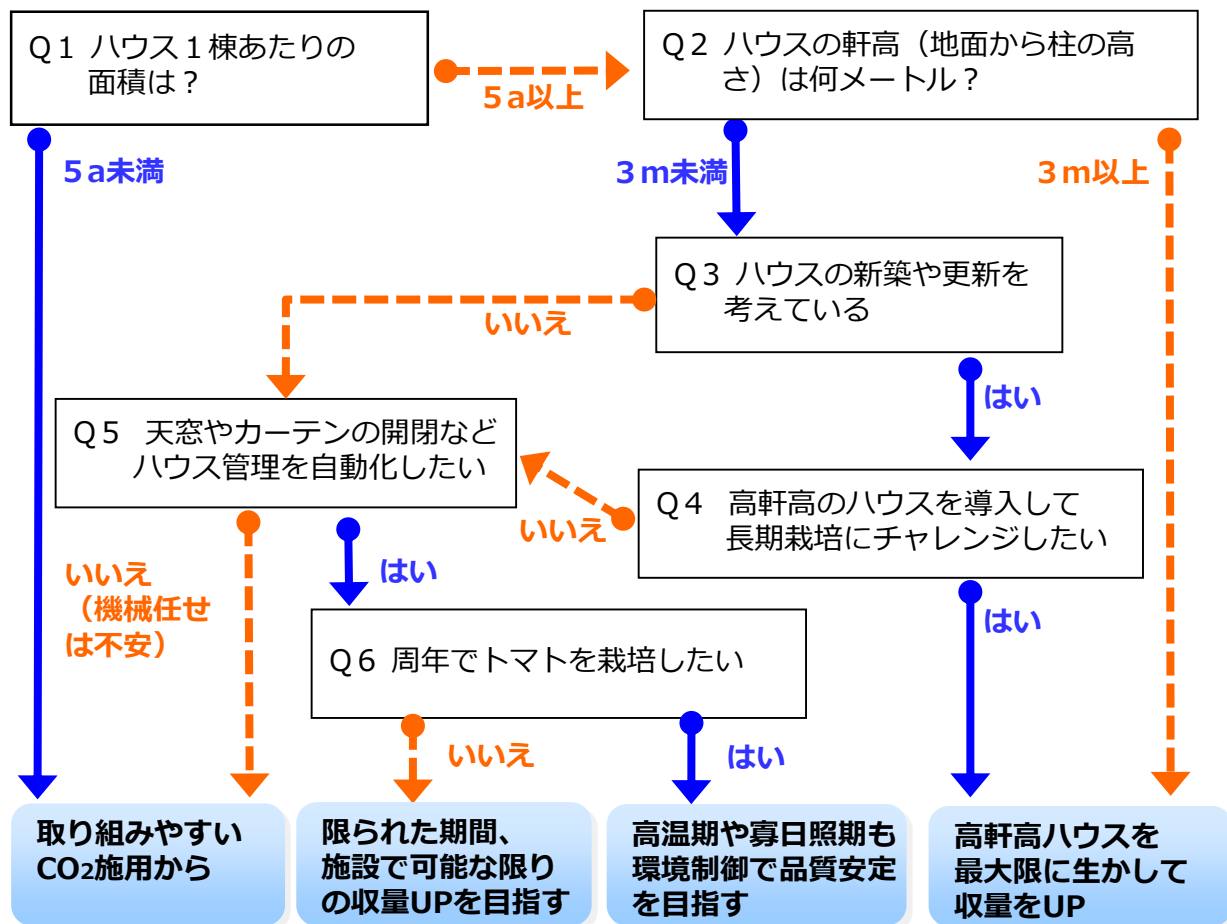 Q1 ハウス1棟あたりの
面積は？
5a以上
Q2 ハウスの軒高（地面から柱の高
さ）は何メートル？
5a未満
3m未満
3m以上
Q3 ハウスの新築や更新を
考えている
いいえ
はい
Q5 天窓やカーテンの開閉など
ハウス管理を自動化したい
Q4 高軒高のハウスを導入して
長期栽培にチャレンジしたい
いいえ
いいえ
（機械任せ
は不安）
はい
はい
Q6 周年でトマトを栽培したい
いいえ
はい
取り組みやすい
CO2施用から
限られた期間、
施設で可能な限り
の収量UPを目指す
高温期や寡日照期も
環境制御で品質安定
を目指す
高軒高ハウスを
最大限に生かして
収量をUP